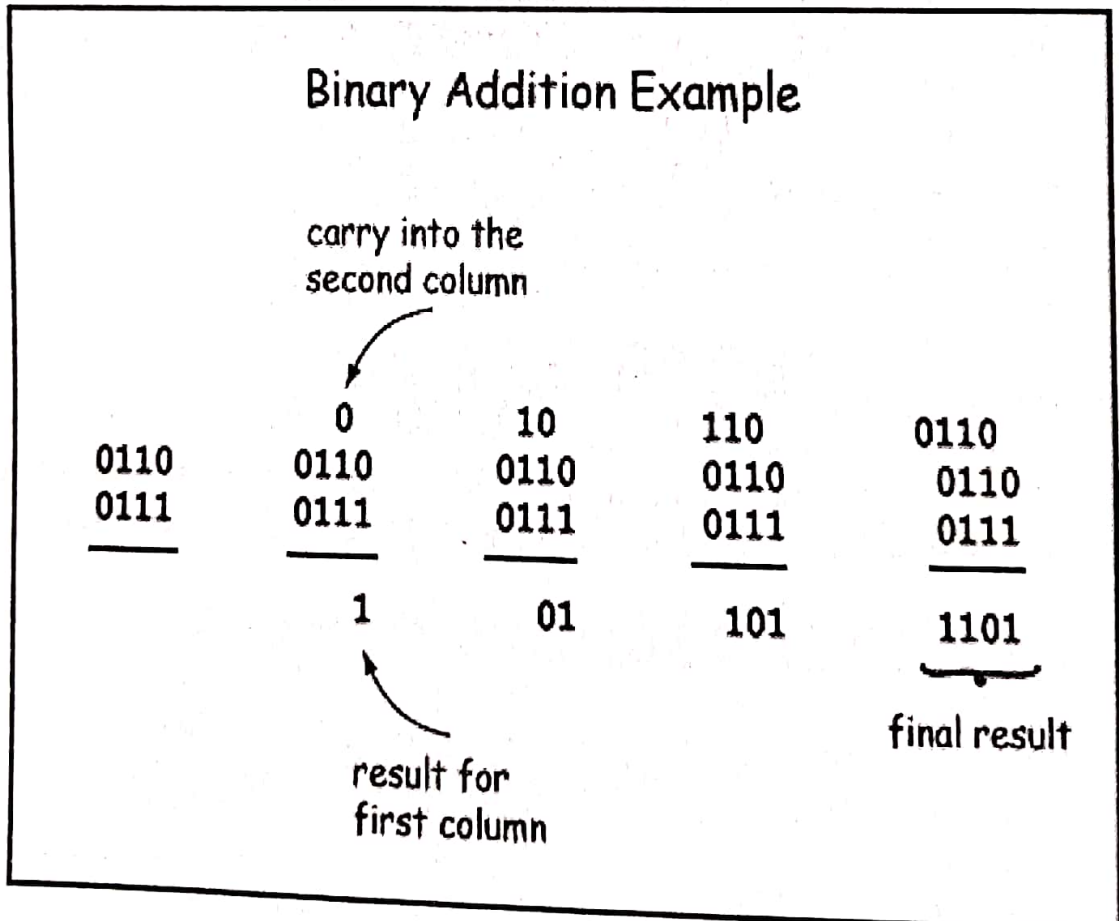 Binary Addition Example
carry into the
second column
0 10 110 0110
0110 0110 0110 0110 0110
0111 0111 0111 0111 0111
1 01 101 1101
final result
result for
first column